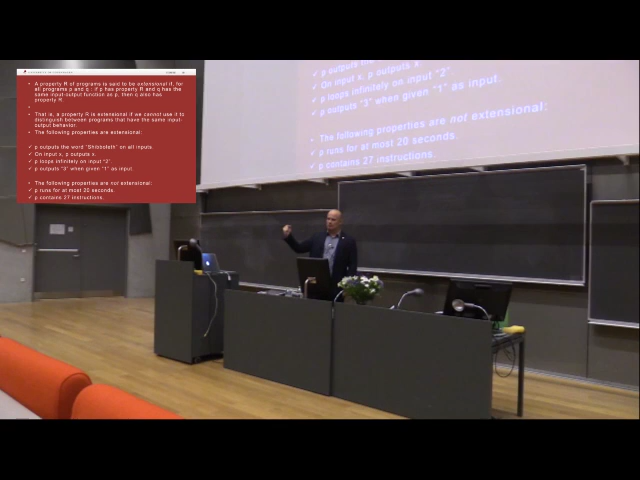 • A property R of programs is said to be extensional if, for
all programs p and q : if p has property R and q has the
same input-output function as p, then q also has
property R.
•
• That is, a property R is extensional if we cannot use it to
distinguish between programs that have the same input-
output behavior.
• The following properties are extensional:
✓ p outputs the word "Shibboleth" on all inputs
✓ On input x, p outputs x.
✓ p loops infinitely on input "2"
✓ p outputs "3" when given "1" as input.
• The following properties are not extensional:
✓ p runs for at most 20 seconds.
✓ p contains 27 instructions.
✓ p outputs the
✓ On input x, p outputs x.
✓ p loops infinitely on input "2".
✓ p outputs "3" when given "1" as input.
• The following properties are not extensional:
✓ p runs for at most 20 seconds.
✓ p contains 27 instructions.